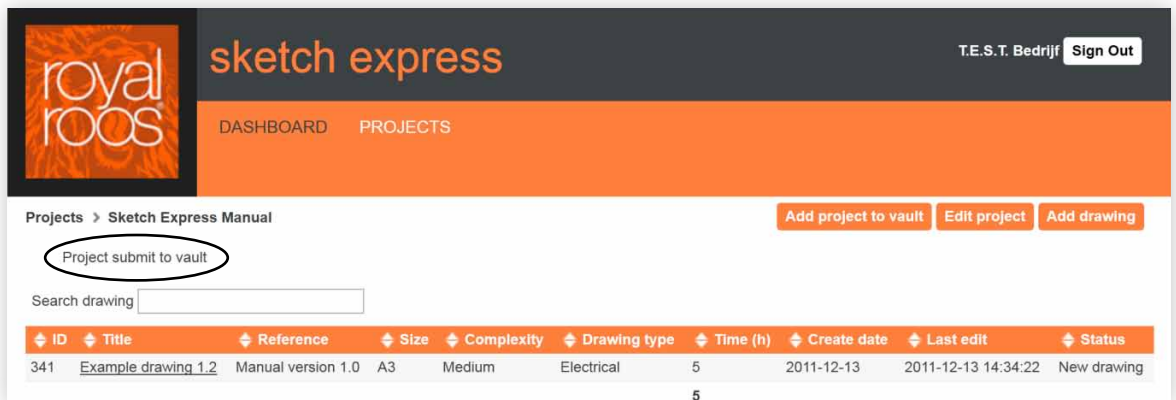 royal
roos
sketch express
T.E.S.T. Bedrijf Sign Out
DASHBOARD PROJECTS
Projects > Sketch Express Manual
Add project to vault Edit project Add drawing
Project submit to vault
Search drawing
ID Title Reference Size Complexity Drawing type Time (h) Create date Last edit Status
341 Example drawing 1.2 Manual version 1.0 A3 Medium Electrical 5 2011-12-13 2011-12-13 14:34:22 New drawing
5